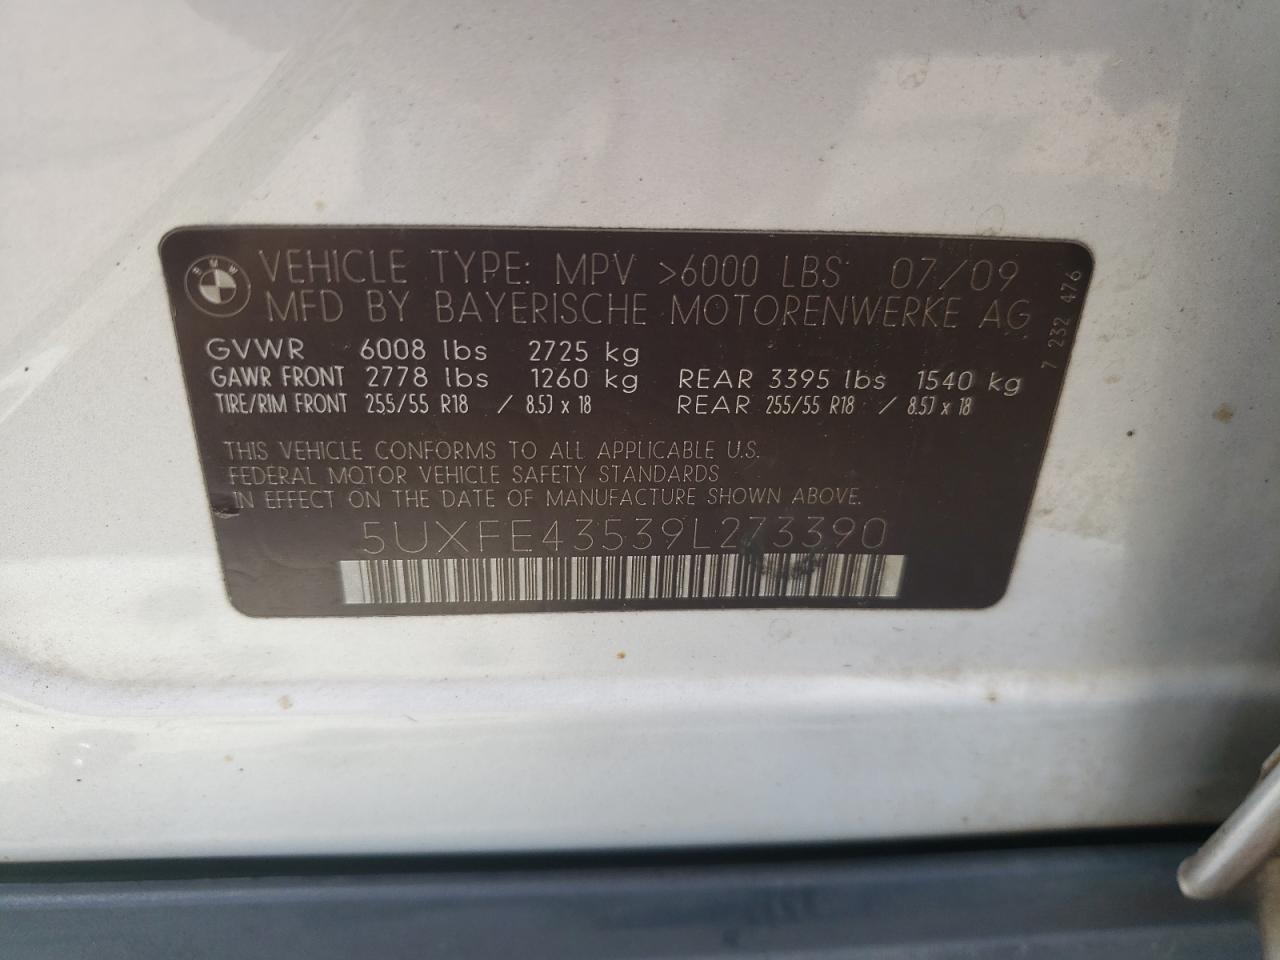 BMW
VEHICLE TYPE: MPV >6000 LBS 07/09
MFD BY BAYERISCHE MOTORENWERKE AG
7 232 476
GVWR 6008 lbs 2725 kg
GAWR FRONT 2778 lbs 1260 kg REAR 3395 lbs 1540 kg
TIRE/RIM FRONT 255/55 R18 / 8.5J x 18 REAR 255/55 R18 / 8.5J x 18
THIS VEHICLE CONFORMS TO ALL APPLICABLE U.S.
FEDERAL MOTOR VEHICLE SAFETY STANDARDS
IN EFFECT ON THE DATE OF MANUFACTURE SHOWN ABOVE.
5UXFE43539L273390